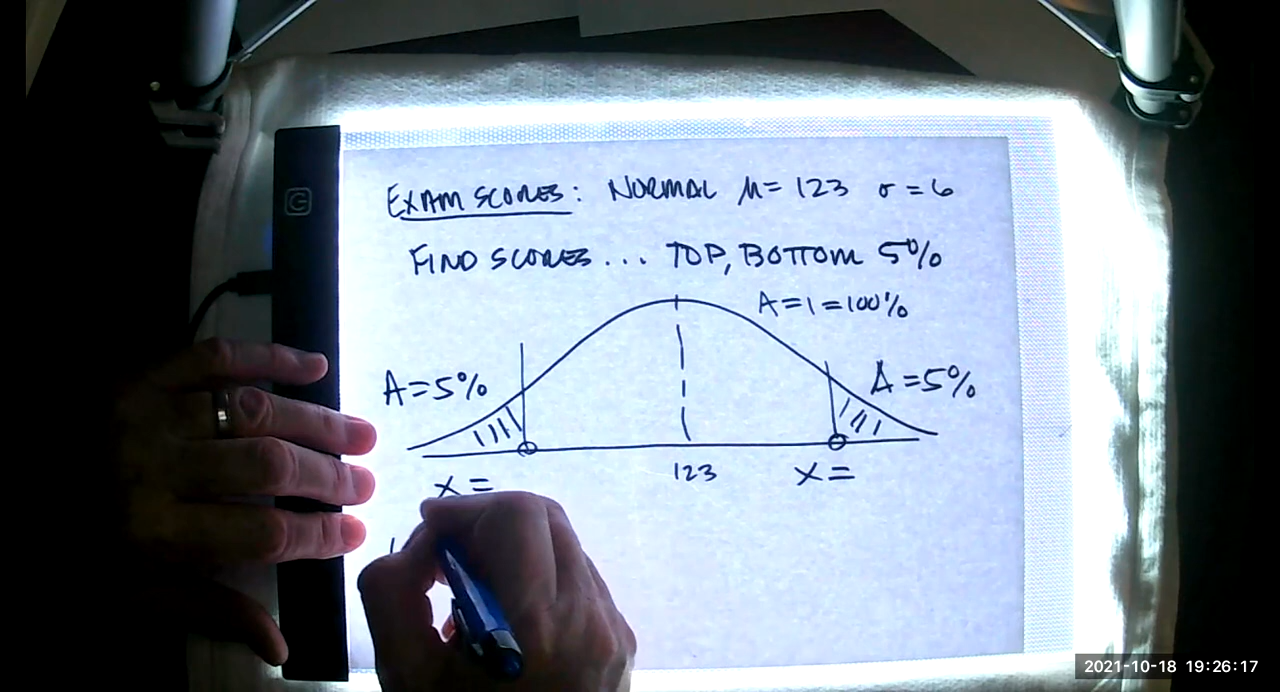 EXAM SCORES: NORMAL μ= 123 σ = 6
FIND SCORES... TOP, BOTTOM 5%
A=1=100%
A=5%
A=5%
X =
123
X =
2021-10-18 19:26:17